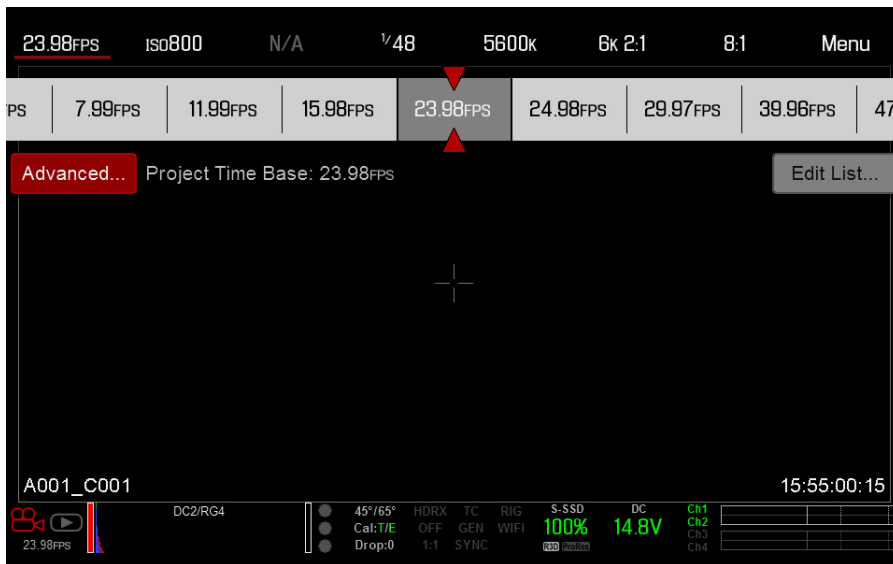 23.98FPS ISO800 N/A 1/48 5600K 6K 2:1 8:1 Menu
PS 7.99FPS 11.99FPS 15.98FPS 23.98FPS 24.98FPS 29.97FPS 39.96FPS 47
Advanced... Project Time Base: 23.98FPS Edit List...
A001_C001 15:55:00:15
DC2/RG4 45°/65° HDRX TC RIG S-SSD DC Ch1
Cal:T/E OFF GEN WIFI 100% 14.8V Ch2
Ch3
23.98FPS Drop:0 1:1 SYNC R3D ProRes Ch4